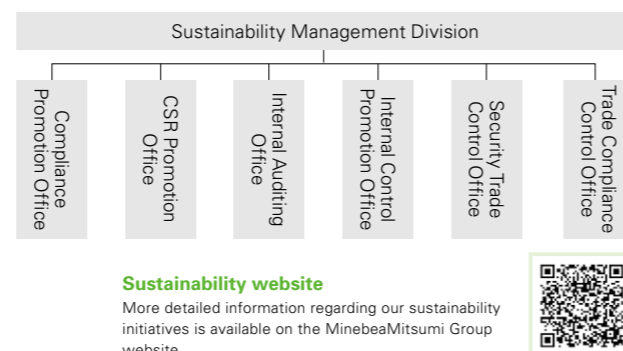 Sustainability Management Division
Compliance
Promotion Office
CSR Promotion
Office
Internal Auditing
Office
Internal Control
Promotion Office
Security Trade
Control Office
Trade Compliance
Control Office
Sustainability website
More detailed information regarding our sustainability
initiatives is available on the MinebeaMitsumi Group
website